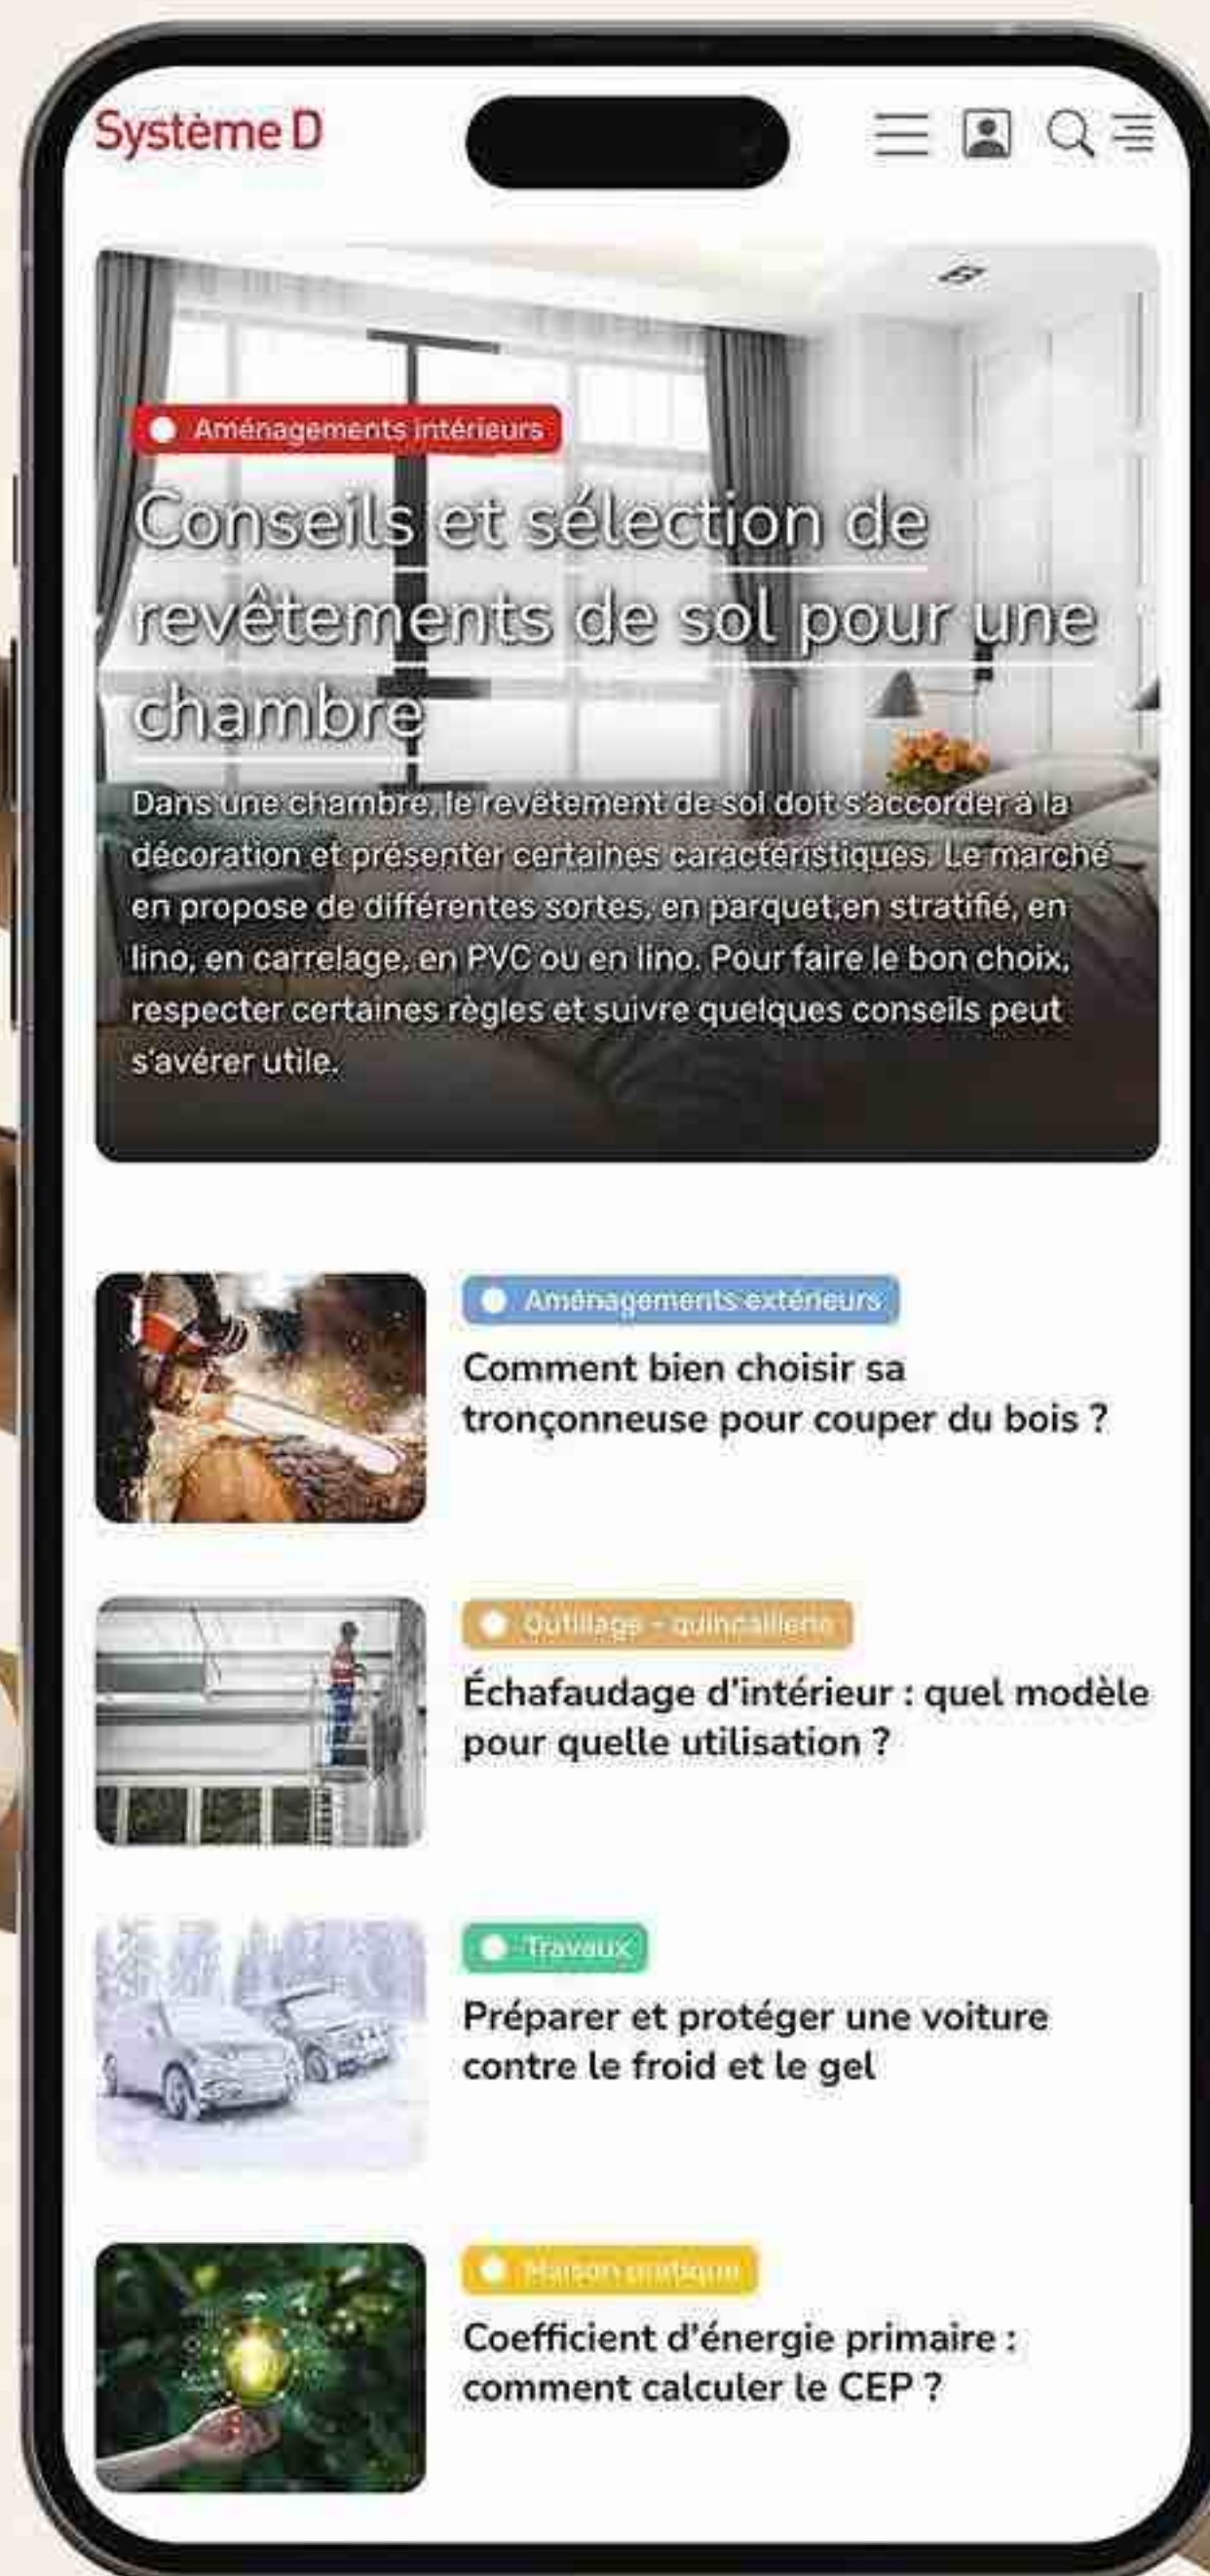 Système D
Aménagements intérieurs
Conseils et sélection de
revêtements de sol pour une
chambre
Dans une chambre, le revêtement de sol doit s'accorder à la
décoration et présenter certaines caractéristiques. Le marché
en propose de différentes sortes, en parquet,en stratifié, en
lino, en carrelage, en PVC ou en lino. Pour faire le bon choix,
respecter certaines règles et suivre quelques conseils peut
s'avérer utile.
Aménagements extérieurs
Comment bien choisir sa
tronçonneuse pour couper du bois ?
Outillage - quincaillerie
Échafaudage d'intérieur : quel modèle
pour quelle utilisation ?
Travaux
Préparer et protéger une voiture
contre le froid et le gel
Maison pratique
Coefficient d'énergie primaire :
comment calculer le CEP ?